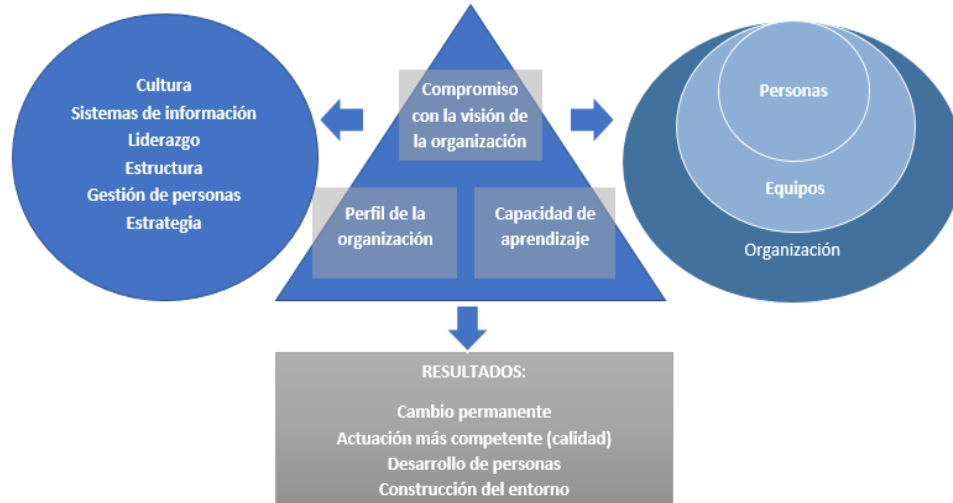 Cultura
Sistemas de información
Liderazgo
Estructura
Gestión de personas
Estrategia
Compromiso
con la visión de
la organización
Perfil de la
organización
Capacidad de
aprendizaje
Personas
Equipos
Organización
RESULTADOS:
Cambio permanente
Actuación más competente (calidad)
Desarrollo de personas
Construcción del entorno